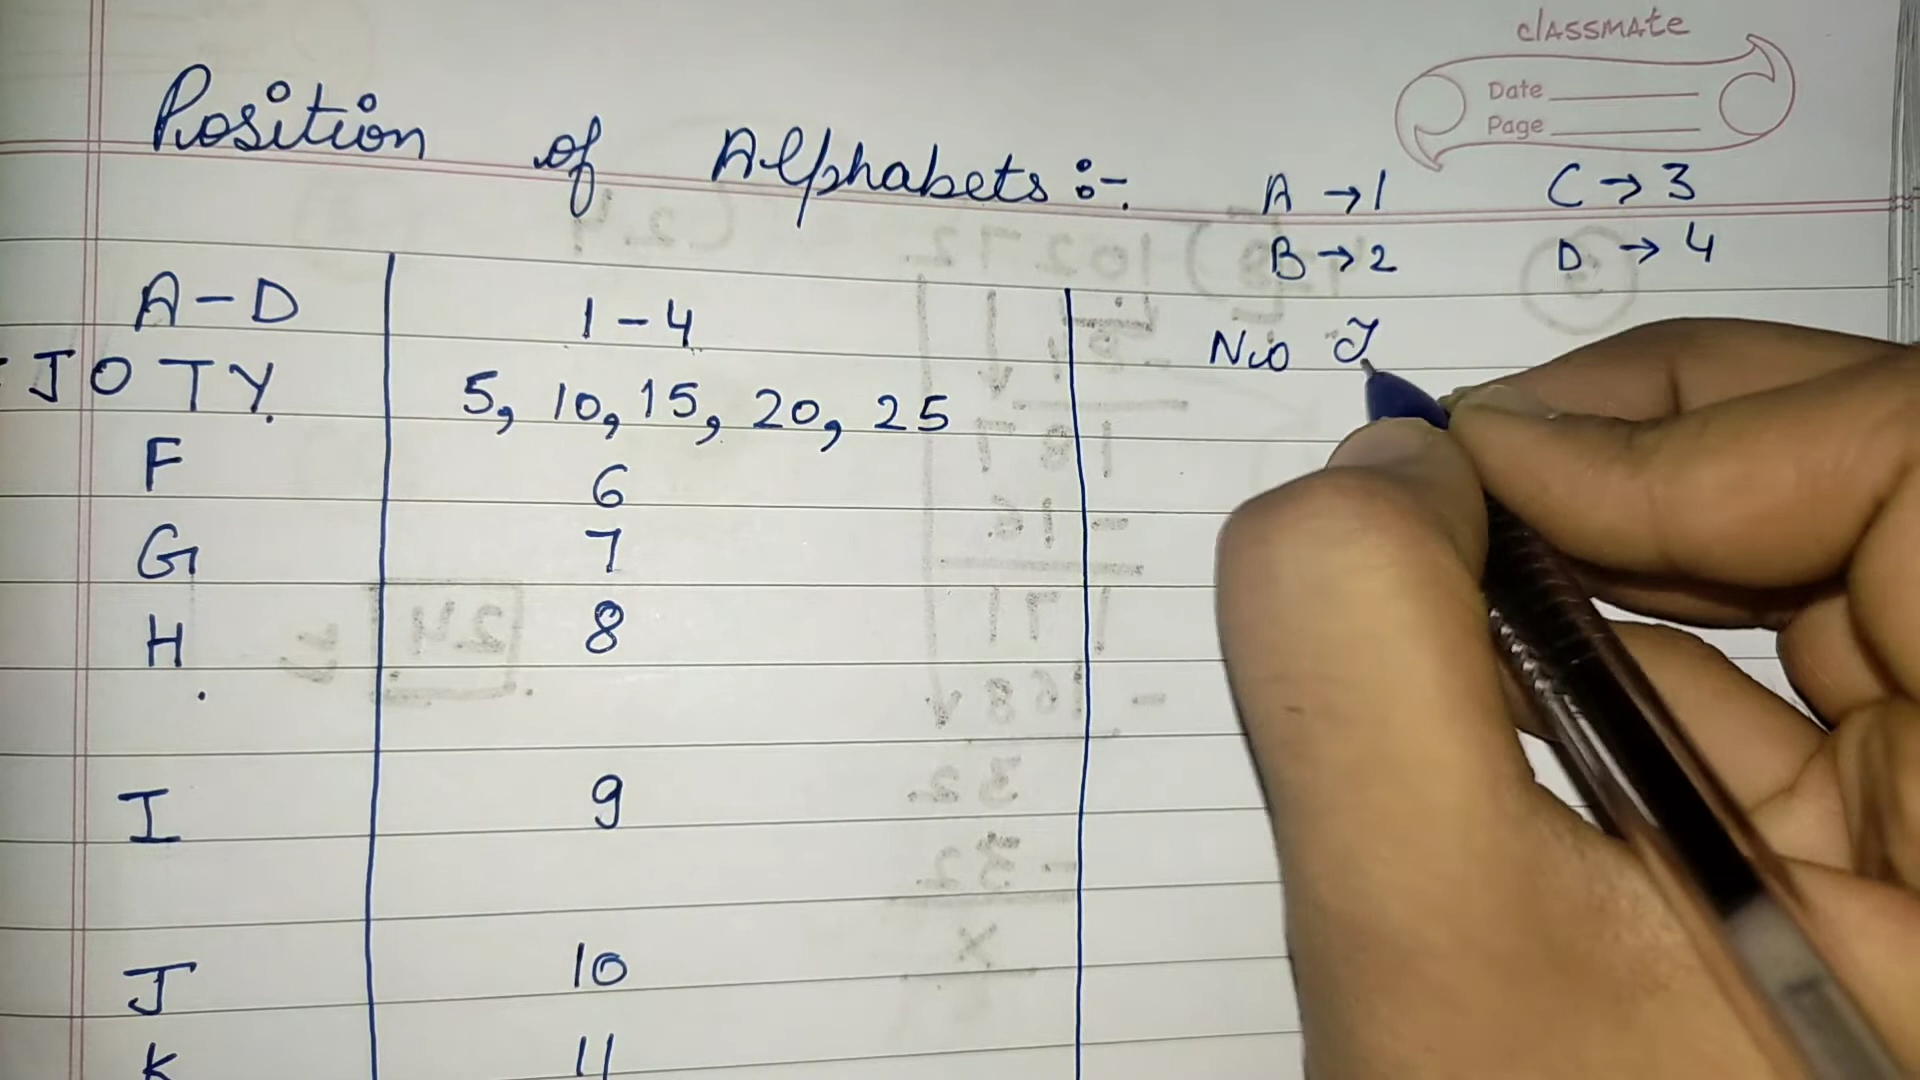 classmate
Date
Page
Position of Alphabets :-
A → 1 C → 3
B → 2 D → 4
A - D 1 - 4 No
JOTY 5, 10, 15, 20, 25
F 6
G 7
H 8
I 9
J 10
K 11